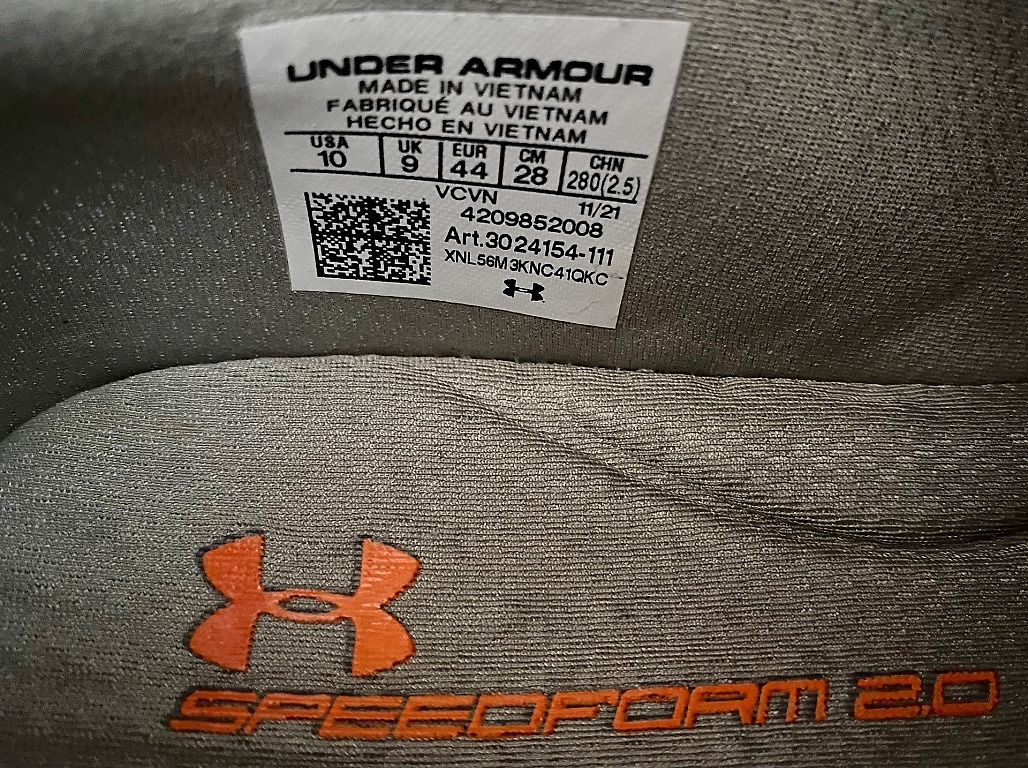 UNDER ARMOUR
MADE IN VIETNAM
FABRIQUÉ AU VIETNAM
HECHO EN VIETNAM
USA UK EUR CM CHN
10 9 44 28 280(2.5)
VCVN 11/21
4209852008
Art.3024154-111
XNL56M3KNC41QKC
SPEEDFORM 2.0